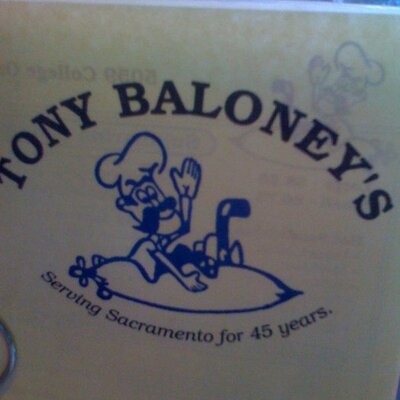 TONY BALONEY'S
Serving Sacramento for 45 years.